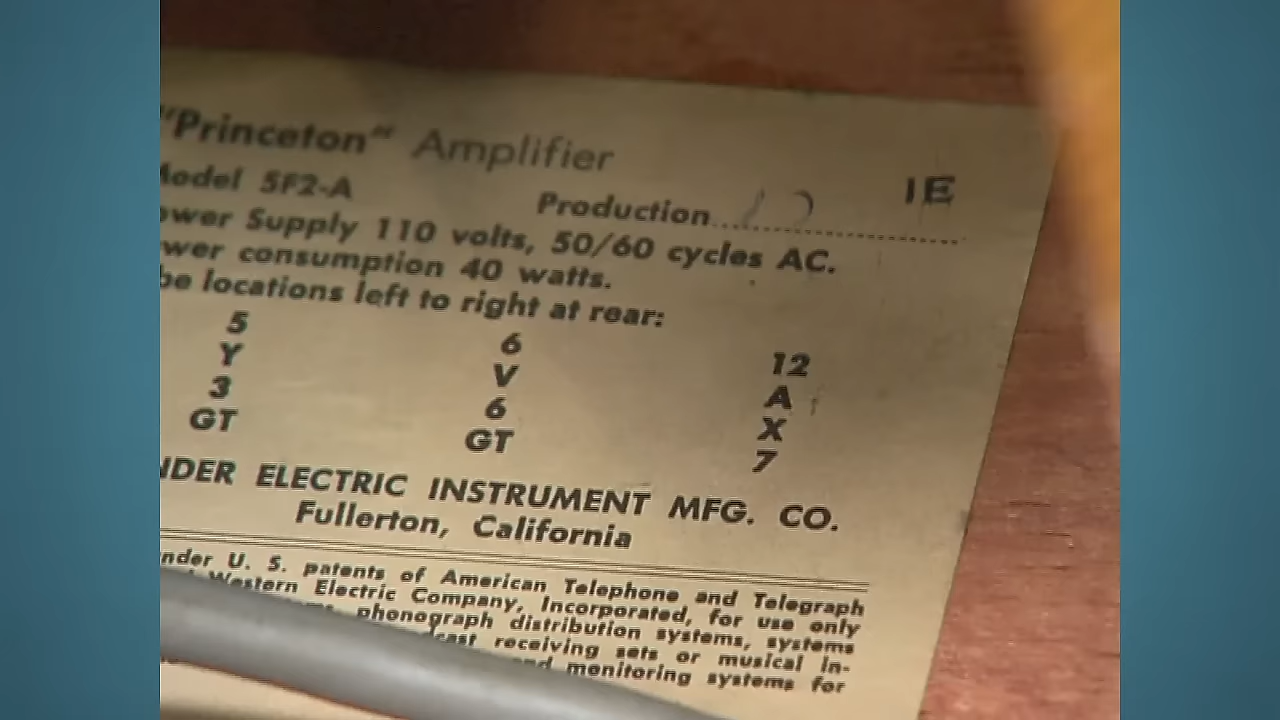 "Princeton" Amplifier
Model 5F2-A Production 1E
ower Supply 110 volts, 50/60 cycles AC.
wer consumption 40 watts.
be locations left to right at rear:
5 6 12
Y V A
3 6 X
GT GT 7
NDER ELECTRIC INSTRUMENT MFG. CO.
Fullerton, California
nder U. S. patents of American Telephone and Telegraph
Western Electric Company, Incorporated, for use only
phonograph distribution systems, systems
cast receiving sets or musical in-
monitoring systems for